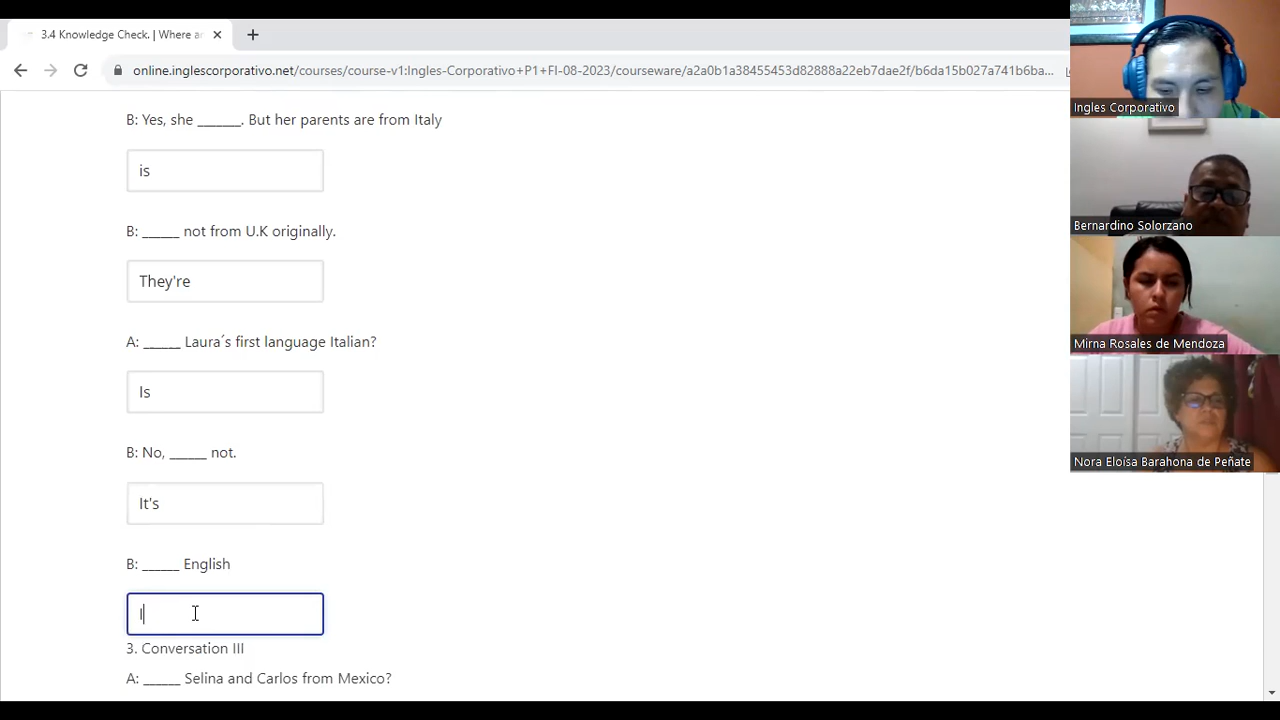 3.4 Knowledge Check. | Where ar
online.inglescorporativo.net/courses/course-v1:Ingles-Corporativo+P1+FI-08-2023/courseware/a2a0b1a38455453d82888a22eb7dae2f/b6da15b027a741b6ba...
B: Yes, she _______. But her parents are from Italy
is
B: ______ not from U.K originally.
They're
A: ______ Laura´s first language Italian?
Is
B: No, ______ not.
It's
B: ______ English
I
3. Conversation III
A: ______ Selina and Carlos from Mexico?
Ingles Corporativo
Bernardino Solorzano
Mirna Rosales de Mendoza
Nora Eloísa Barahona de Peñate